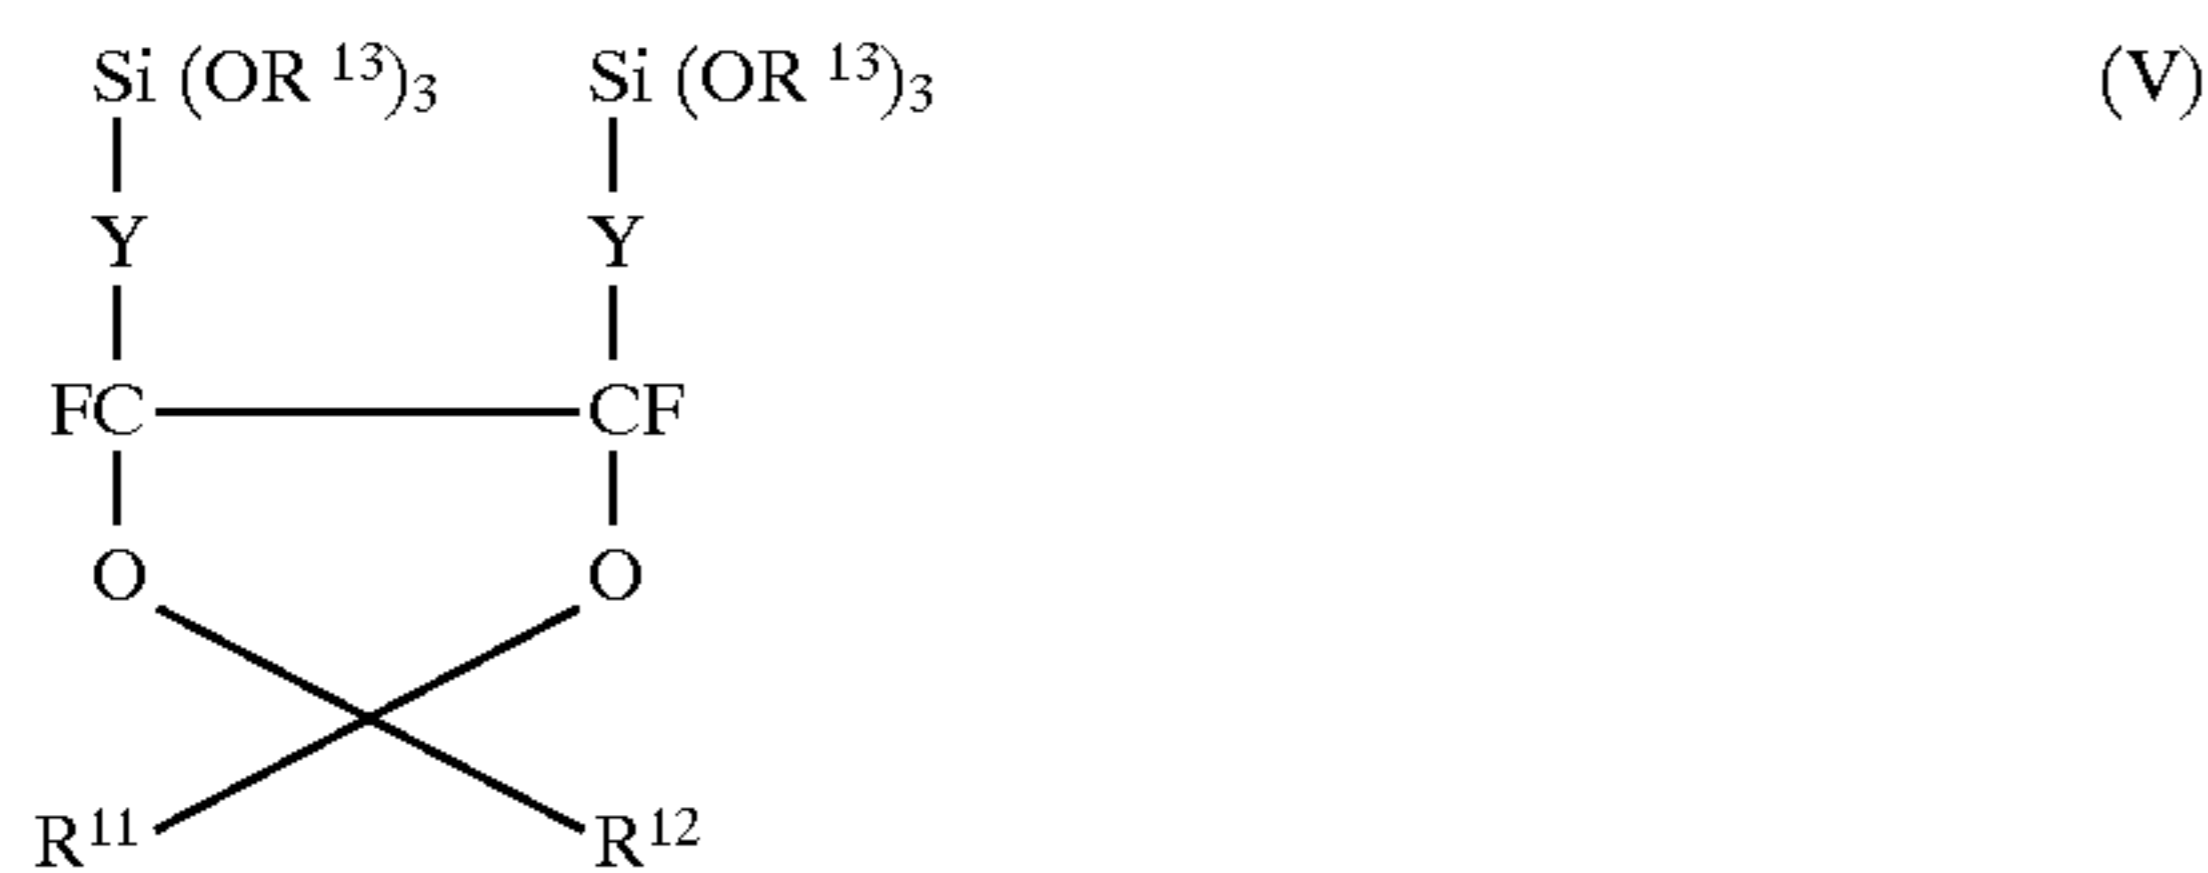 Si (OR 13)3 Si (OR 13)3 (V)
Y Y
FC CF
O O
R11 R12